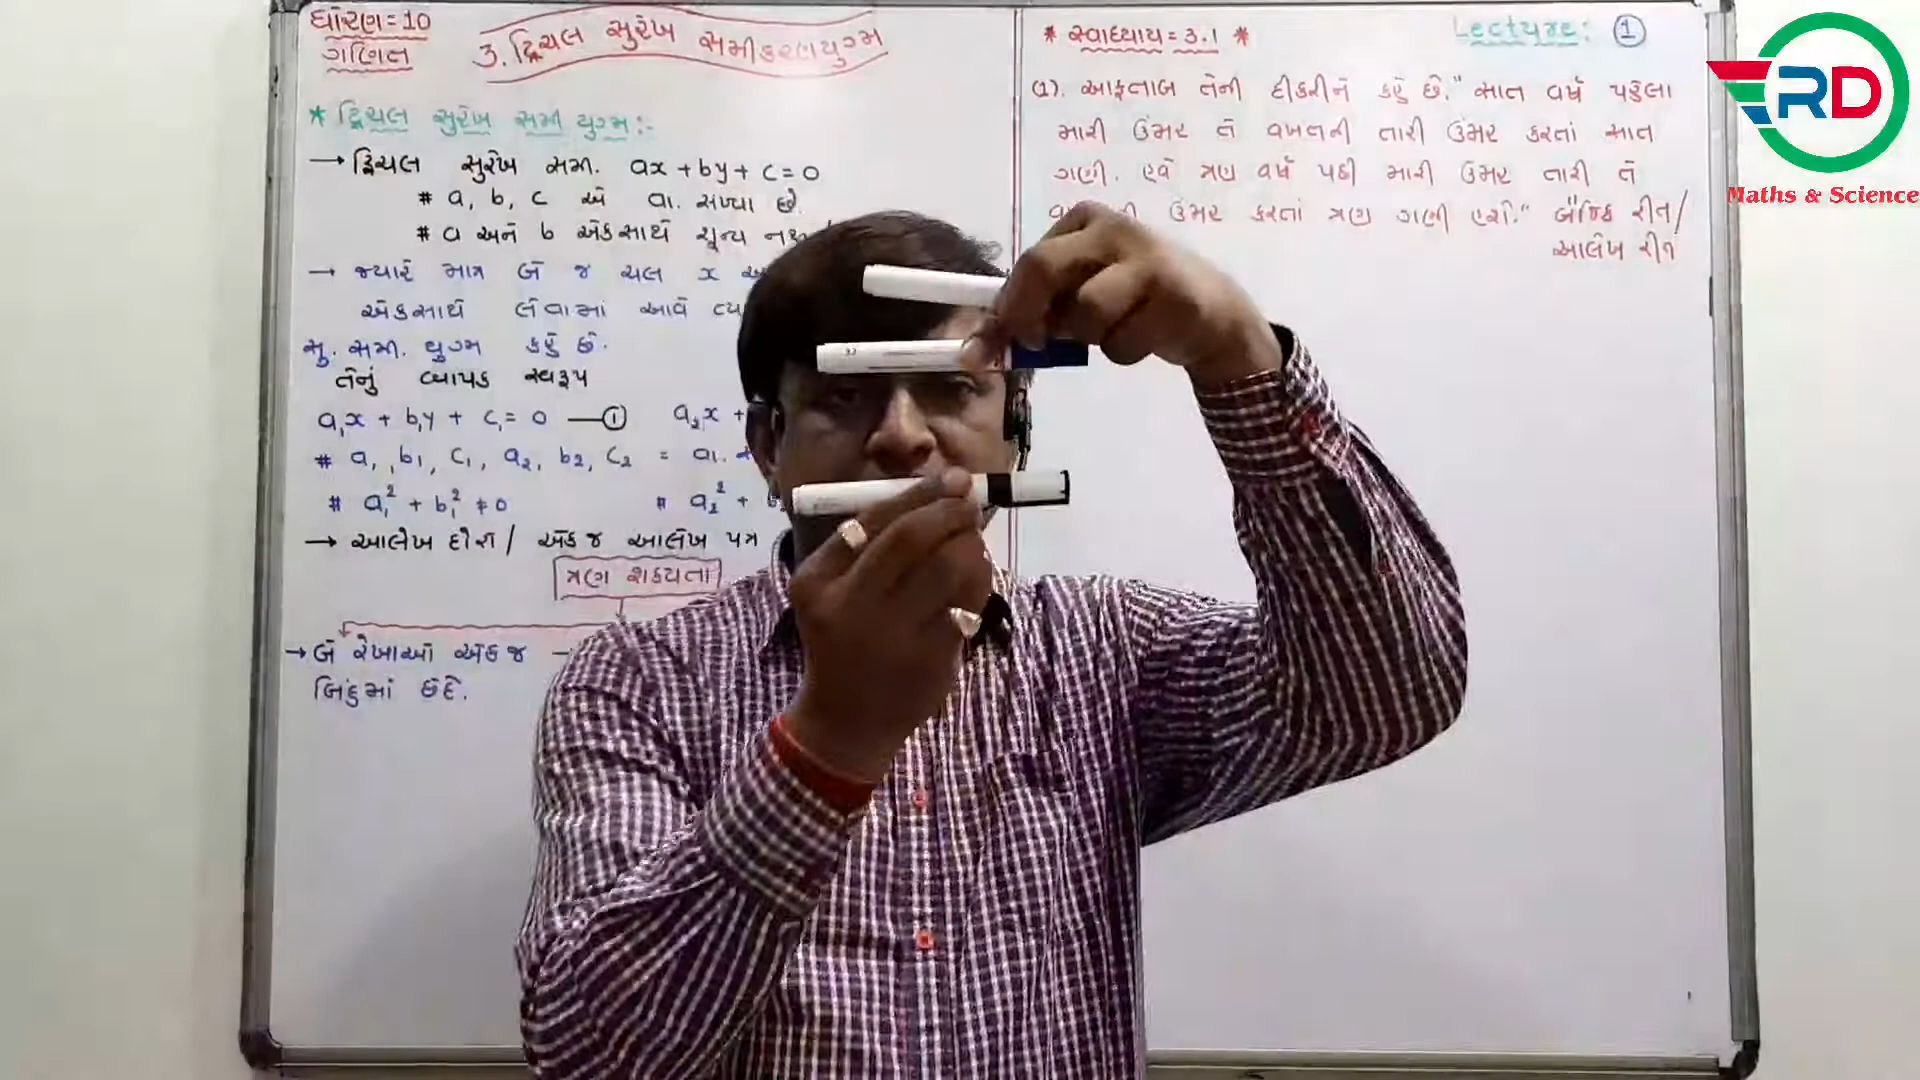 ધોરણ = 10
ગણિત
3. દ્વિચલ સુરેખ સમીકરણયુગ્મ
* દ્વિચલ સુરેખ સમી યુગ્મ :-
→ દ્વિચલ સુરેખ સમી. ax + by + c = 0
# a, b, c એ વા. સંખ્યા છે.
# a અને b એકસાથે શૂન્ય
→ જ્યારે માત્ર બે જ ચલ x
એકસાથે લેવામાં આવે
સુ. સમી. યુગ્મ કહે છે.
તેનું વ્યાપક સ્વરૂપ
a₁x + b₁y + c₁ = 0 —① a₂x +
# a₁, b₁, c₁, a₂, b₂, c₂ = વા.
# a₁² + b₁² ≠ 0 # a₂² +
→ આલેખ દોરો / એક જ આલેખ પત્ર
ત્રણ શક્યતા
→ બે રેખાઓ એક જ
બિંદુમાં છેદે.
* સ્વાધ્યાય = 3.1 * Lecture: ①
(1). આફતાબ તેની દીકરીને કહે છે. "સાત વર્ષ પહેલા
મારી ઉંમર તે વખતની તારી ઉંમર કરતાં સાત
ગણી. હવે ત્રણ વર્ષ પછી મારી ઉંમર તારી તે
ઉંમર કરતાં ત્રણ ગણી હશે." બૈજિક રીત /
આલેખ રીત
RD
Maths & Science